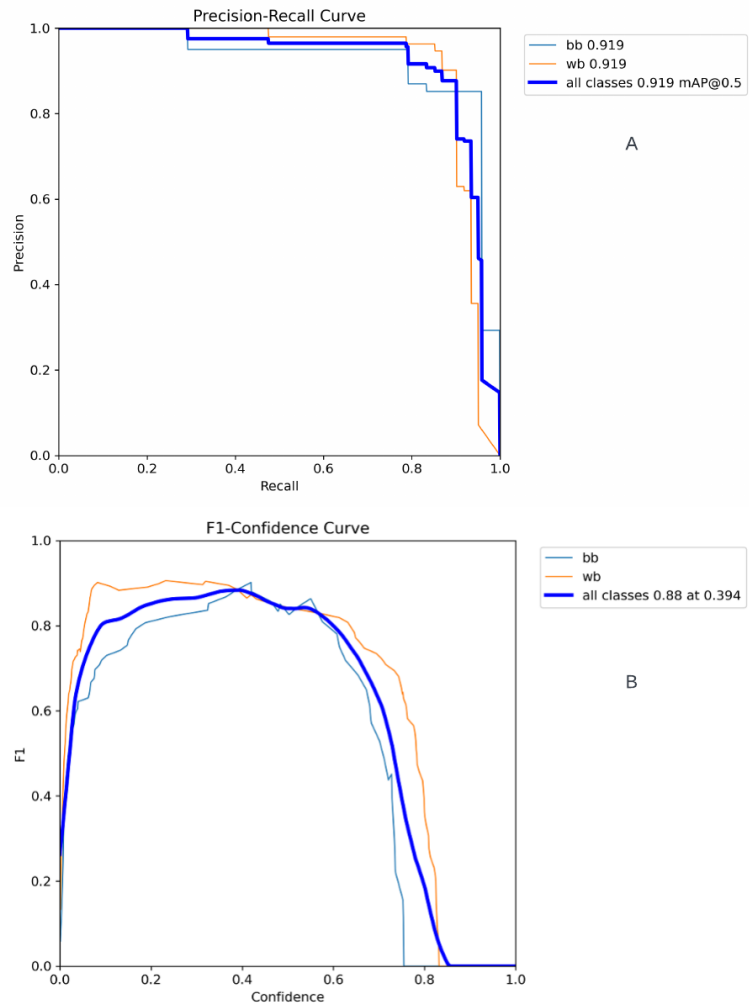 Precision-Recall Curve
1.0
0.8
0.6
0.4
0.2
0.0
Precision
0.0 0.2 0.4 0.6 0.8 1.0
Recall
bb 0.919
wb 0.919
all classes 0.919 mAP@0.5
A
F1-Confidence Curve
1.0
0.8
0.6
0.4
0.2
0.0
F1
0.0 0.2 0.4 0.6 0.8 1.0
Confidence
bb
wb
all classes 0.88 at 0.394
B